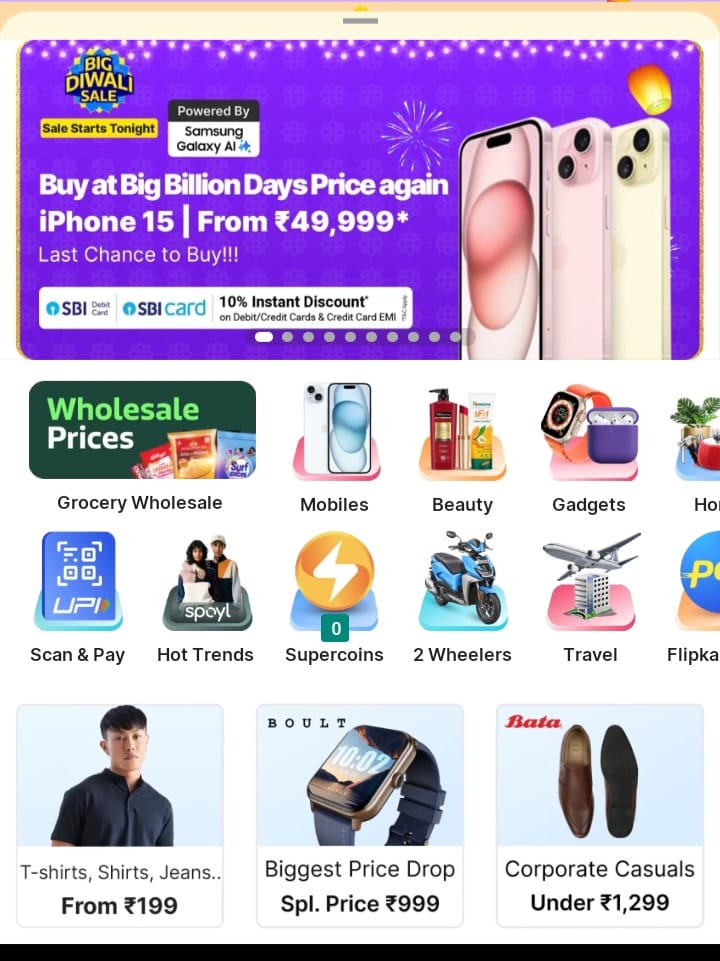 BIG
DIWALI
SALE
Sale Starts Tonight
Powered By
Samsung
Galaxy AI
Buy at Big Billion Days Price again
iPhone 15 | From ₹49,999*
Last Chance to Buy!!!
SBI Debit Card
SBI card
10% Instant Discount*
on Debit/Credit Cards & Credit Card EMI
*T&C Apply
Wholesale
Prices
Surf
Grocery Wholesale
Mobiles
Beauty
Gadgets
Ho
UPI
spoyl
0
Scan & Pay
Hot Trends
Supercoins
2 Wheelers
Travel
Flipka
BOULT
10:02
Bata
T-shirts, Shirts, Jeans..
Biggest Price Drop
Corporate Casuals
From ₹199
Spl. Price ₹999
Under ₹1,299